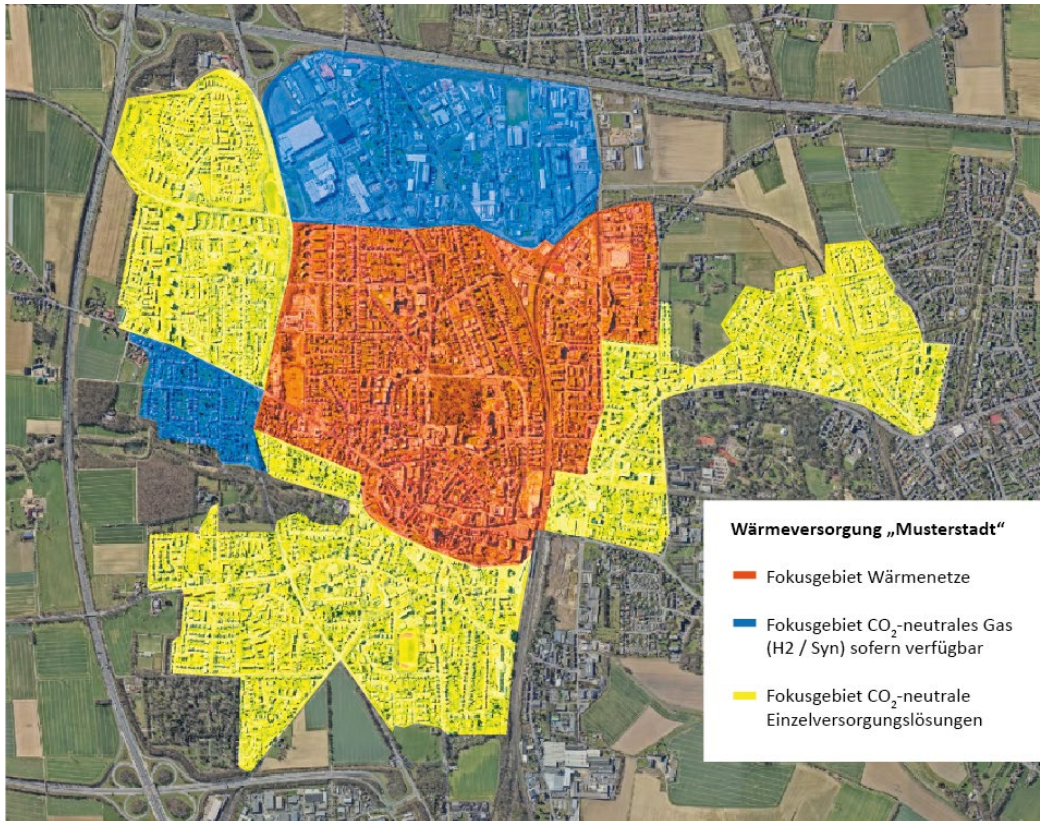 Wärmeversorgung „Musterstadt“
Fokusgebiet Wärmenetze
Fokusgebiet CO₂-neutrales Gas
(H2 / Syn) sofern verfügbar
Fokusgebiet CO₂-neutrale
Einzelversorgungslösungen